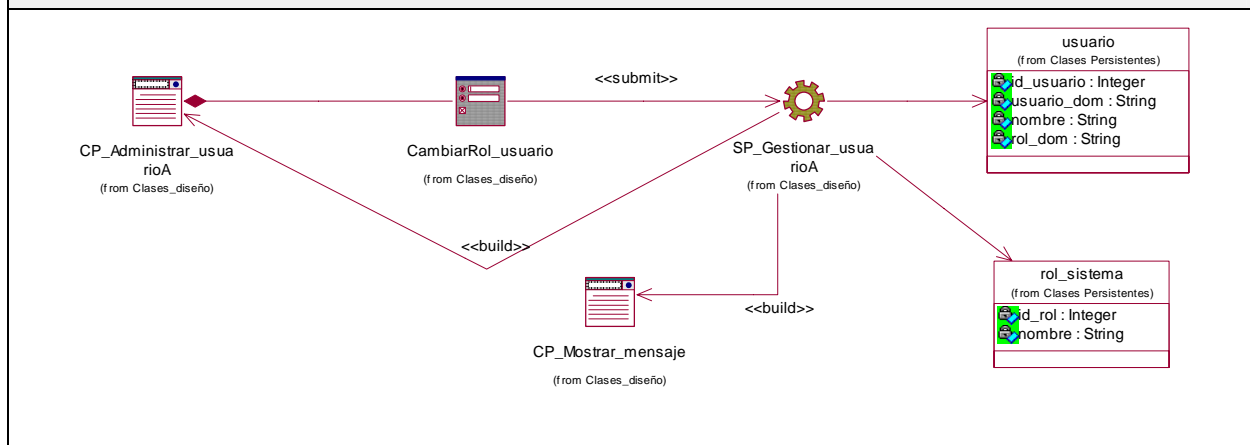 usuario
(from Clases Persistentes)
id_usuario : Integer
usuario_dom : String
nombre : String
rol_dom : String
<<submit>>
CP_Administrar_usua
rioA
(from Clases_diseño)
CambiarRol_usuario
(from Clases_diseño)
SP_Gestionar_usua
rioA
(from Clases_diseño)
<<build>>
rol_sistema
(from Clases Persistentes)
id_rol : Integer
nombre : String
<<build>>
CP_Mostrar_mensaje
(from Clases_diseño)